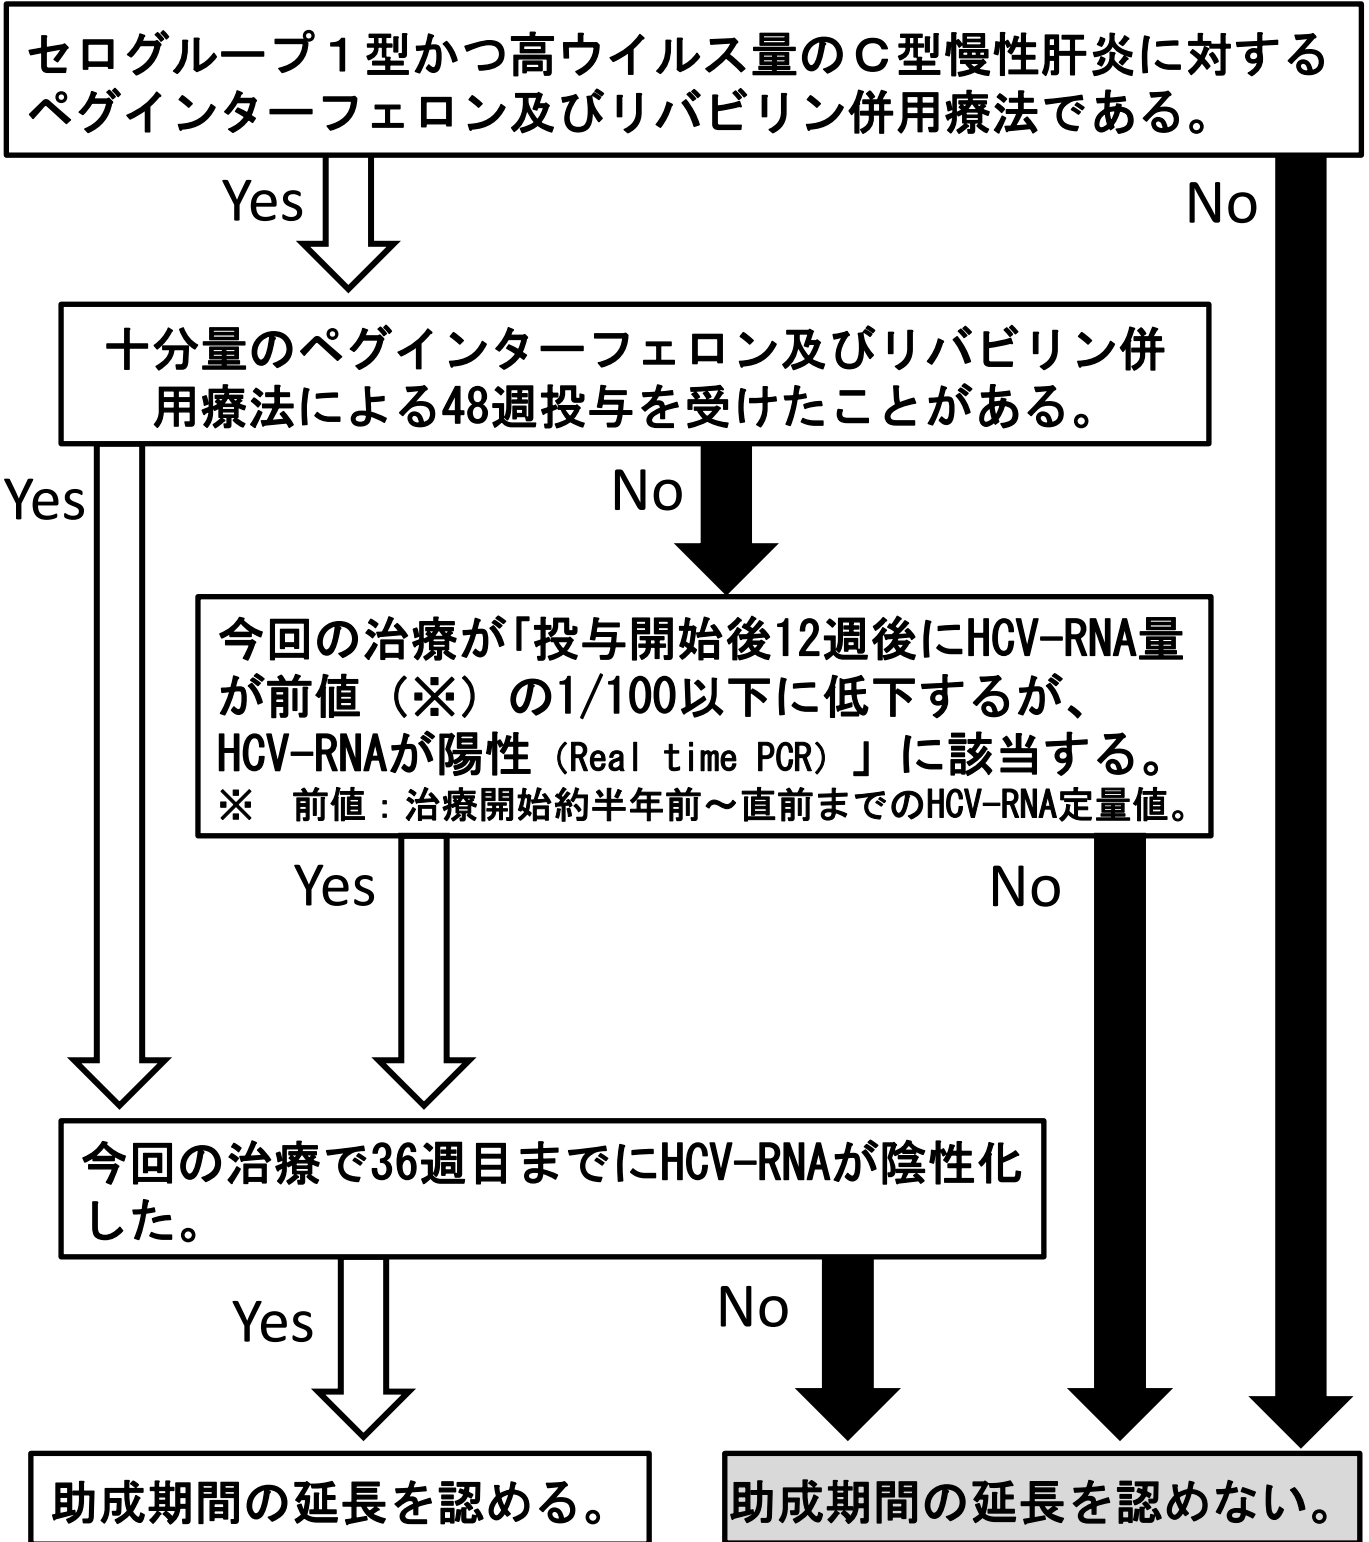 セログループ１型かつ高ウイルス量のＣ型慢性肝炎に対する
ペグインターフェロン及びリバビリン併用療法である。
Yes
No
十分量のペグインターフェロン及びリバビリン併
用療法による48週投与を受けたことがある。
Yes
No
今回の治療が「投与開始後12週後にHCV-RNA量
が前値（※）の1/100以下に低下するが、
HCV-RNAが陽性（Real time PCR）」に該当する。
※　前値：治療開始約半年前～直前までのHCV-RNA定量値。
Yes
No
今回の治療で36週目までにHCV-RNAが陰性化
した。
Yes
No
助成期間の延長を認める。
助成期間の延長を認めない。